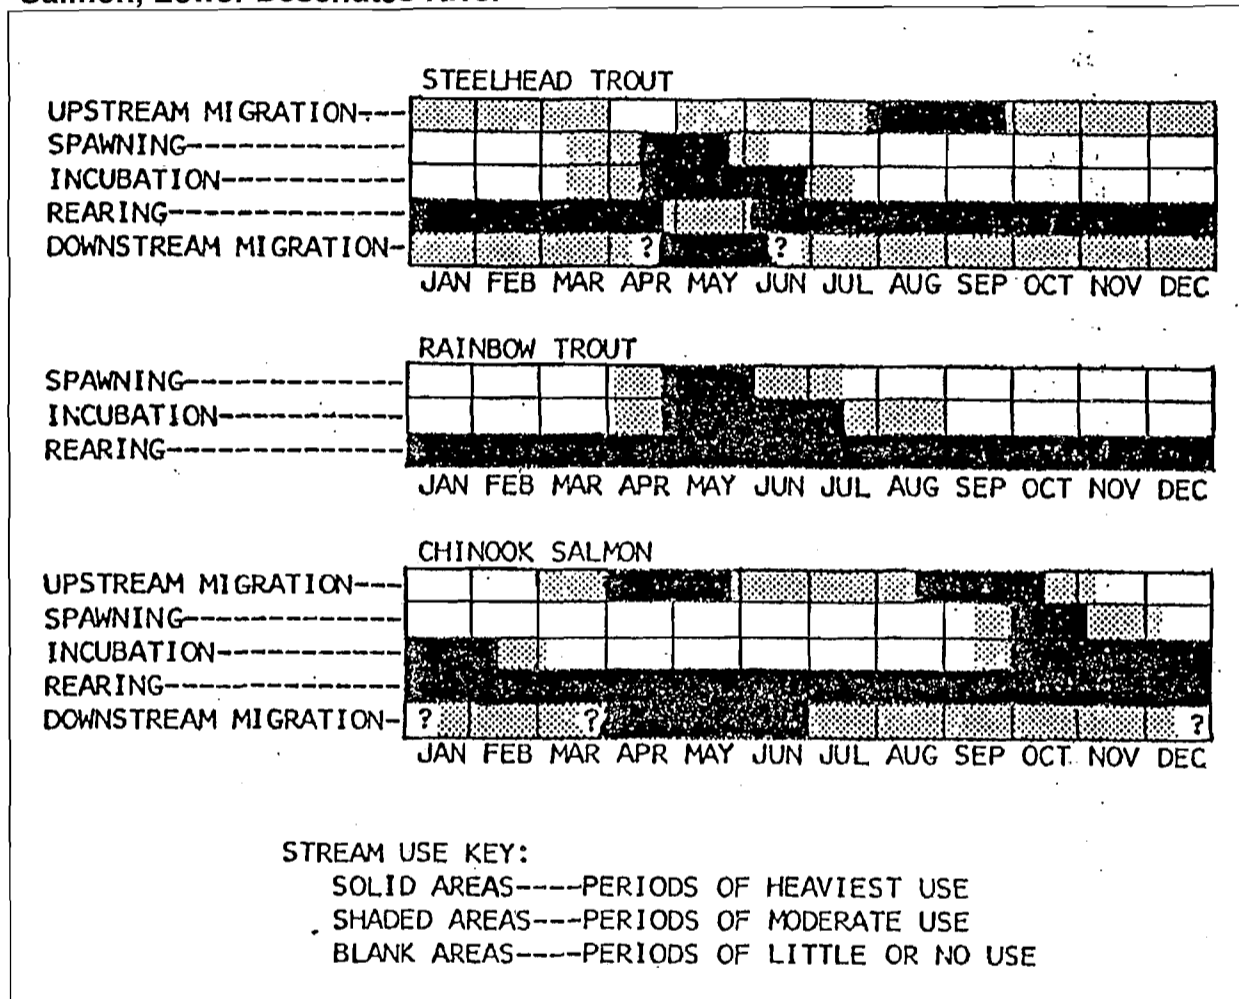 STEELHEAD TROUT
UPSTREAM MIGRATION---
SPAWNING-------------
INCUBATION-----------
REARING--------------
DOWNSTREAM MIGRATION- ? ?
JAN FEB MAR APR MAY JUN JUL AUG SEP OCT NOV DEC
RAINBOW TROUT
SPAWNING-------------
INCUBATION-----------
REARING--------------
JAN FEB MAR APR MAY JUN JUL AUG SEP OCT NOV DEC
CHINOOK SALMON
UPSTREAM MIGRATION---
SPAWNING-------------
INCUBATION-----------
REARING--------------
DOWNSTREAM MIGRATION- ? ? ?
JAN FEB MAR APR MAY JUN JUL AUG SEP OCT NOV DEC
STREAM USE KEY:
SOLID AREAS----PERIODS OF HEAVIEST USE
SHADED AREAS---PERIODS OF MODERATE USE
BLANK AREAS----PERIODS OF LITTLE OR NO USE